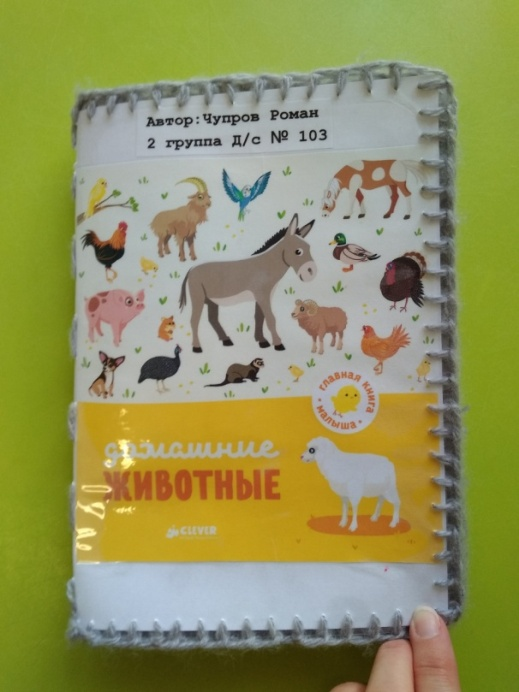 Автор:Чупров Роман
2 группа Д/с № 103
главная книга
малыша
домашние
ЖИВОТНЫЕ
CLEVER